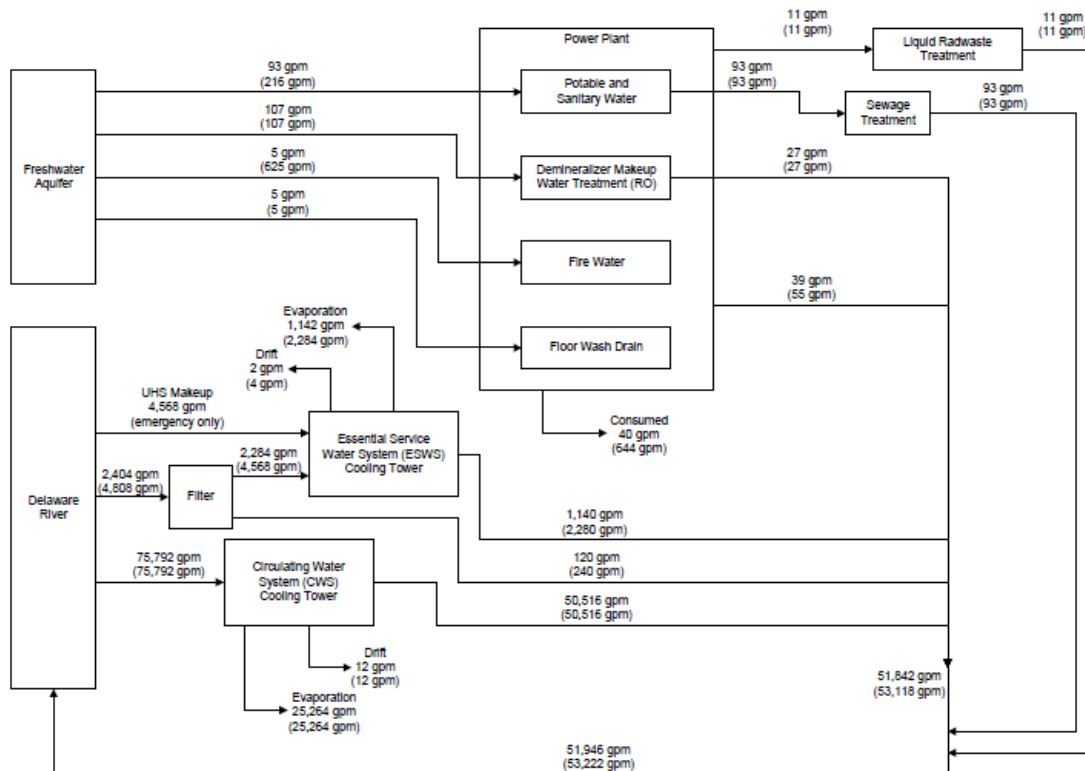 11 gpm
(11 gpm)
11 gpm
(11 gpm)
Power Plant
Liquid Radwaste
Treatment
93 gpm
(216 gpm)
Potable and
Sanitary Water
93 gpm
(93 gpm)
93 gpm
(93 gpm)
Sewage
Treatment
107 gpm
(107 gpm)
Freshwater
Aquifer
5 gpm
(625 gpm)
Demineralizer Makeup
Water Treatment (RO)
27 gpm
(27 gpm)
5 gpm
(5 gpm)
Fire Water
39 gpm
(55 gpm)
Floor Wash Drain
Evaporation
1,142 gpm
(2,284 gpm)
Drift
2 gpm
(4 gpm)
UHS Makeup
4,568 gpm
(emergency only)
Essential Service
Water System (ESWS)
Cooling Tower
Consumed
40 gpm
(644 gpm)
2,284 gpm
(4,568 gpm)
2,404 gpm
(4,808 gpm)
Filter
Delaware
River
1,140 gpm
(2,280 gpm)
75,792 gpm
(75,792 gpm)
Circulating Water
System (CWS)
Cooling Tower
120 gpm
(240 gpm)
50,516 gpm
(50,516 gpm)
Drift
12 gpm
(12 gpm)
Evaporation
25,264 gpm
(25,264 gpm)
51,842 gpm
(53,118 gpm)
51,946 gpm
(53,222 gpm)